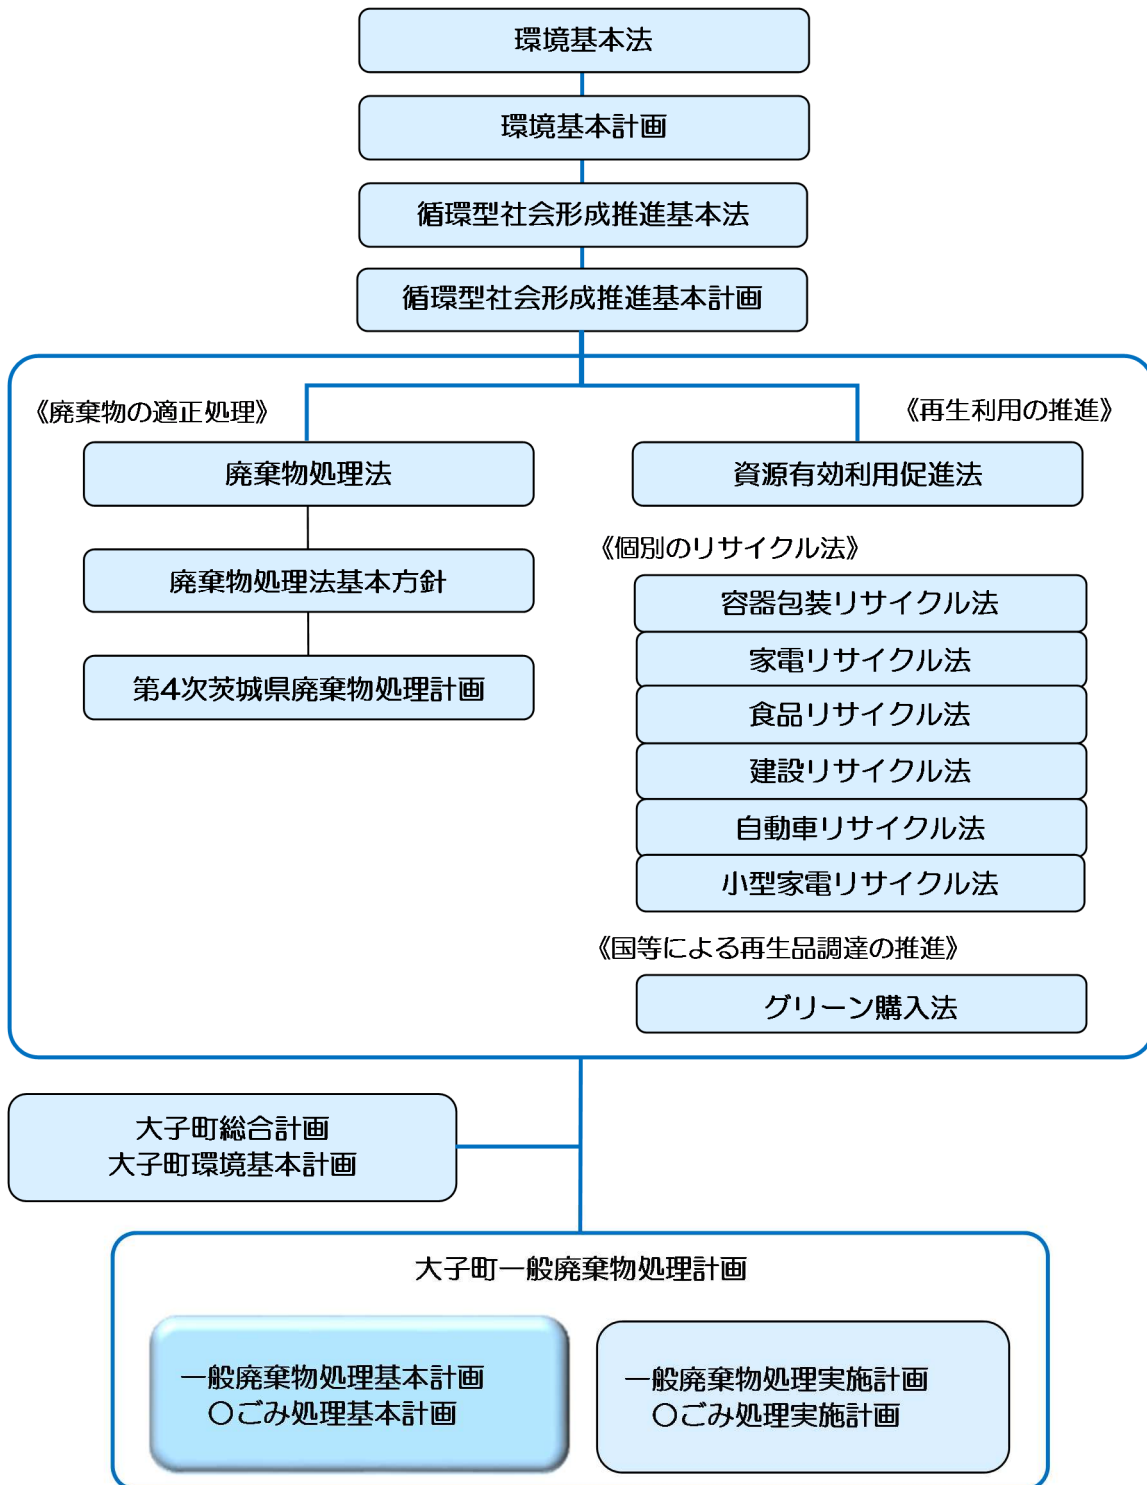 環境基本法
環境基本計画
循環型社会形成推進基本法
循環型社会形成推進基本計画
《廃棄物の適正処理》
廃棄物処理法
廃棄物処理法基本方針
第4次茨城県廃棄物処理計画
《再生利用の推進》
資源有効利用促進法
《個別のリサイクル法》
容器包装リサイクル法
家電リサイクル法
食品リサイクル法
建設リサイクル法
自動車リサイクル法
小型家電リサイクル法
《国等による再生品調達の推進》
グリーン購入法
大子町総合計画
大子町環境基本計画
大子町一般廃棄物処理計画
一般廃棄物処理基本計画
○ごみ処理基本計画
一般廃棄物処理実施計画
○ごみ処理実施計画